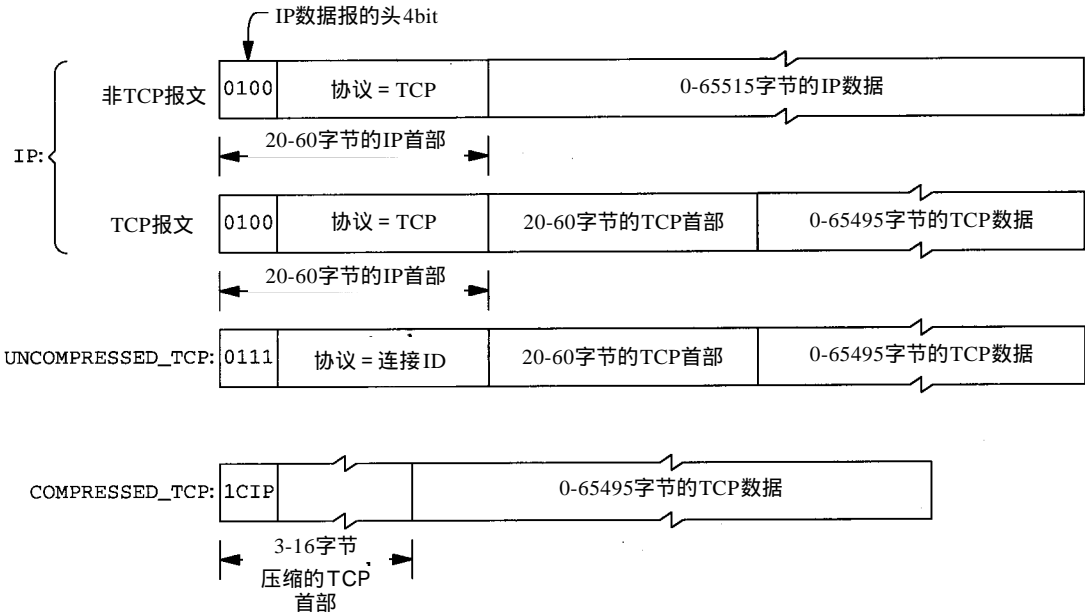 IP数据报的头4bit
非TCP报文 0100 协议 = TCP 0-65515字节的IP数据
20-60字节的IP首部
IP:
TCP报文 0100 协议 = TCP 20-60字节的TCP首部 0-65495字节的TCP数据
20-60字节的IP首部
UNCOMPRESSED_TCP: 0111 协议 = 连接ID 20-60字节的TCP首部 0-65495字节的TCP数据
COMPRESSED_TCP: 1CIP 0-65495字节的TCP数据
3-16字节
压缩的TCP
首部